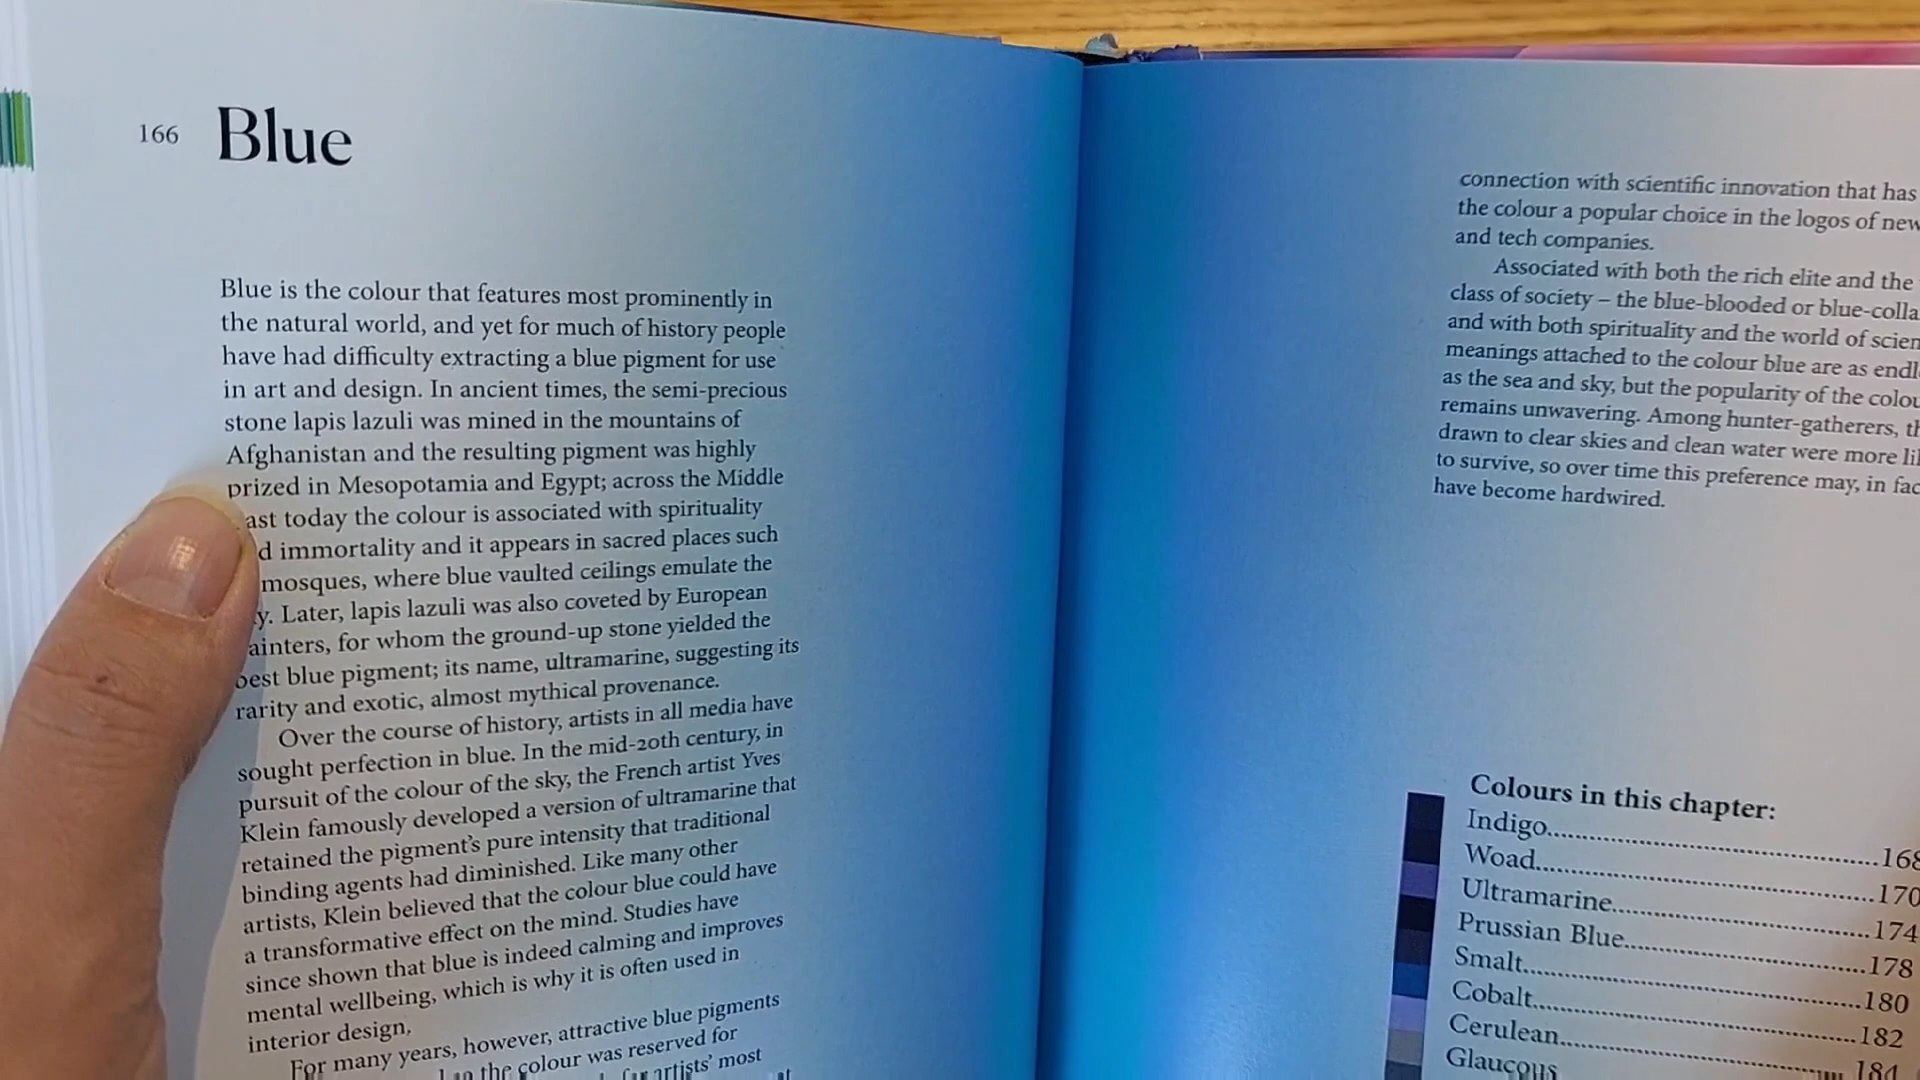 166 Blue
Blue is the colour that features most prominently in
the natural world, and yet for much of history people
have had difficulty extracting a blue pigment for use
in art and design. In ancient times, the semi-precious
stone lapis lazuli was mined in the mountains of
Afghanistan and the resulting pigment was highly
prized in Mesopotamia and Egypt; across the Middle
ast today the colour is associated with spirituality
d immortality and it appears in sacred places such
mosques, where blue vaulted ceilings emulate the
y. Later, lapis lazuli was also coveted by European
ainters, for whom the ground-up stone yielded the
best blue pigment; its name, ultramarine, suggesting its
rarity and exotic, almost mythical provenance.
Over the course of history, artists in all media have
sought perfection in blue. In the mid-20th century, in
pursuit of the colour of the sky, the French artist Yves
Klein famously developed a version of ultramarine that
retained the pigment's pure intensity that traditional
binding agents had diminished. Like many other
artists, Klein believed that the colour blue could have
a transformative effect on the mind. Studies have
since shown that blue is indeed calming and improves
mental wellbeing, which is why it is often used in
interior design.
For many years, however, attractive blue pigments
the colour was reserved for
artists' most
connection with scientific innovation that has
the colour a popular choice in the logos of new
and tech companies.
Associated with both the rich elite and the
class of society – the blue-blooded or blue-colla
and with both spirituality and the world of scien
meanings attached to the colour blue are as endl
as the sea and sky, but the popularity of the colou
remains unwavering. Among hunter-gatherers, th
drawn to clear skies and clean water were more li
to survive, so over time this preference may, in fac
have become hardwired.
Colours in this chapter:
Indigo..................................................168
Woad..................................................170
Ultramarine.......................................174
Prussian Blue.....................................178
Smalt..................................................180
Cobalt.................................................182
Cerulean.............................................184
Glaucous